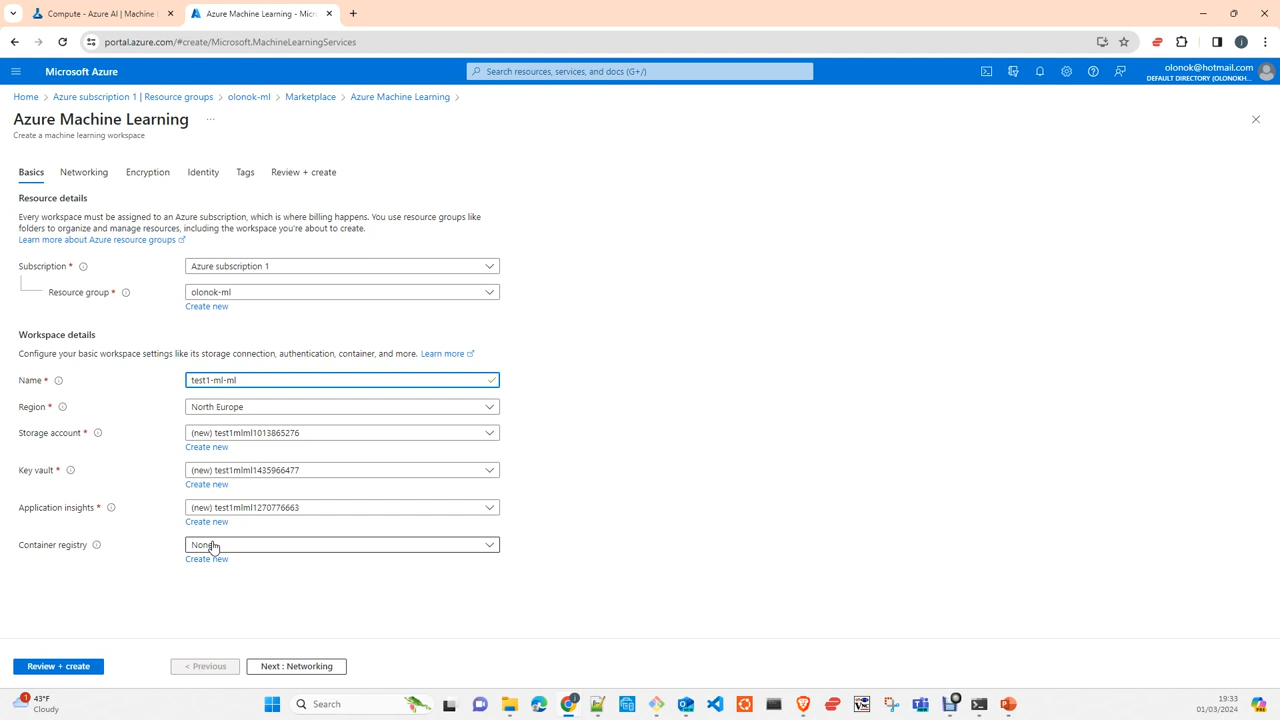 Compute - Azure AI | Machine
Azure Machine Learning - Micro
portal.azure.com/#create/Microsoft.MachineLearningServices
Microsoft Azure
Search resources, services, and docs (G+/)
olonok@hotmail.com
DEFAULT DIRECTORY (OLONOKH...
Home > Azure subscription 1 | Resource groups > olonok-ml > Marketplace > Azure Machine Learning >
Azure Machine Learning ...
Create a machine learning workspace
Basics Networking Encryption Identity Tags Review + create
Resource details
Every workspace must be assigned to an Azure subscription, which is where billing happens. You use resource groups like
folders to organize and manage resources, including the workspace you're about to create.
Learn more about Azure resource groups
Subscription * Azure subscription 1
Resource group * olonok-ml
Create new
Workspace details
Configure your basic workspace settings like its storage connection, authentication, container, and more. Learn more
Name * test1-ml-ml
Region * North Europe
Storage account * (new) test1mlml1013865276
Create new
Key vault * (new) test1mlml1435966477
Create new
Application insights * (new) test1mlml1270776663
Create new
Container registry None
Create new
Review + create < Previous Next : Networking
1
43°F
Cloudy
Search
19:33
01/03/2024